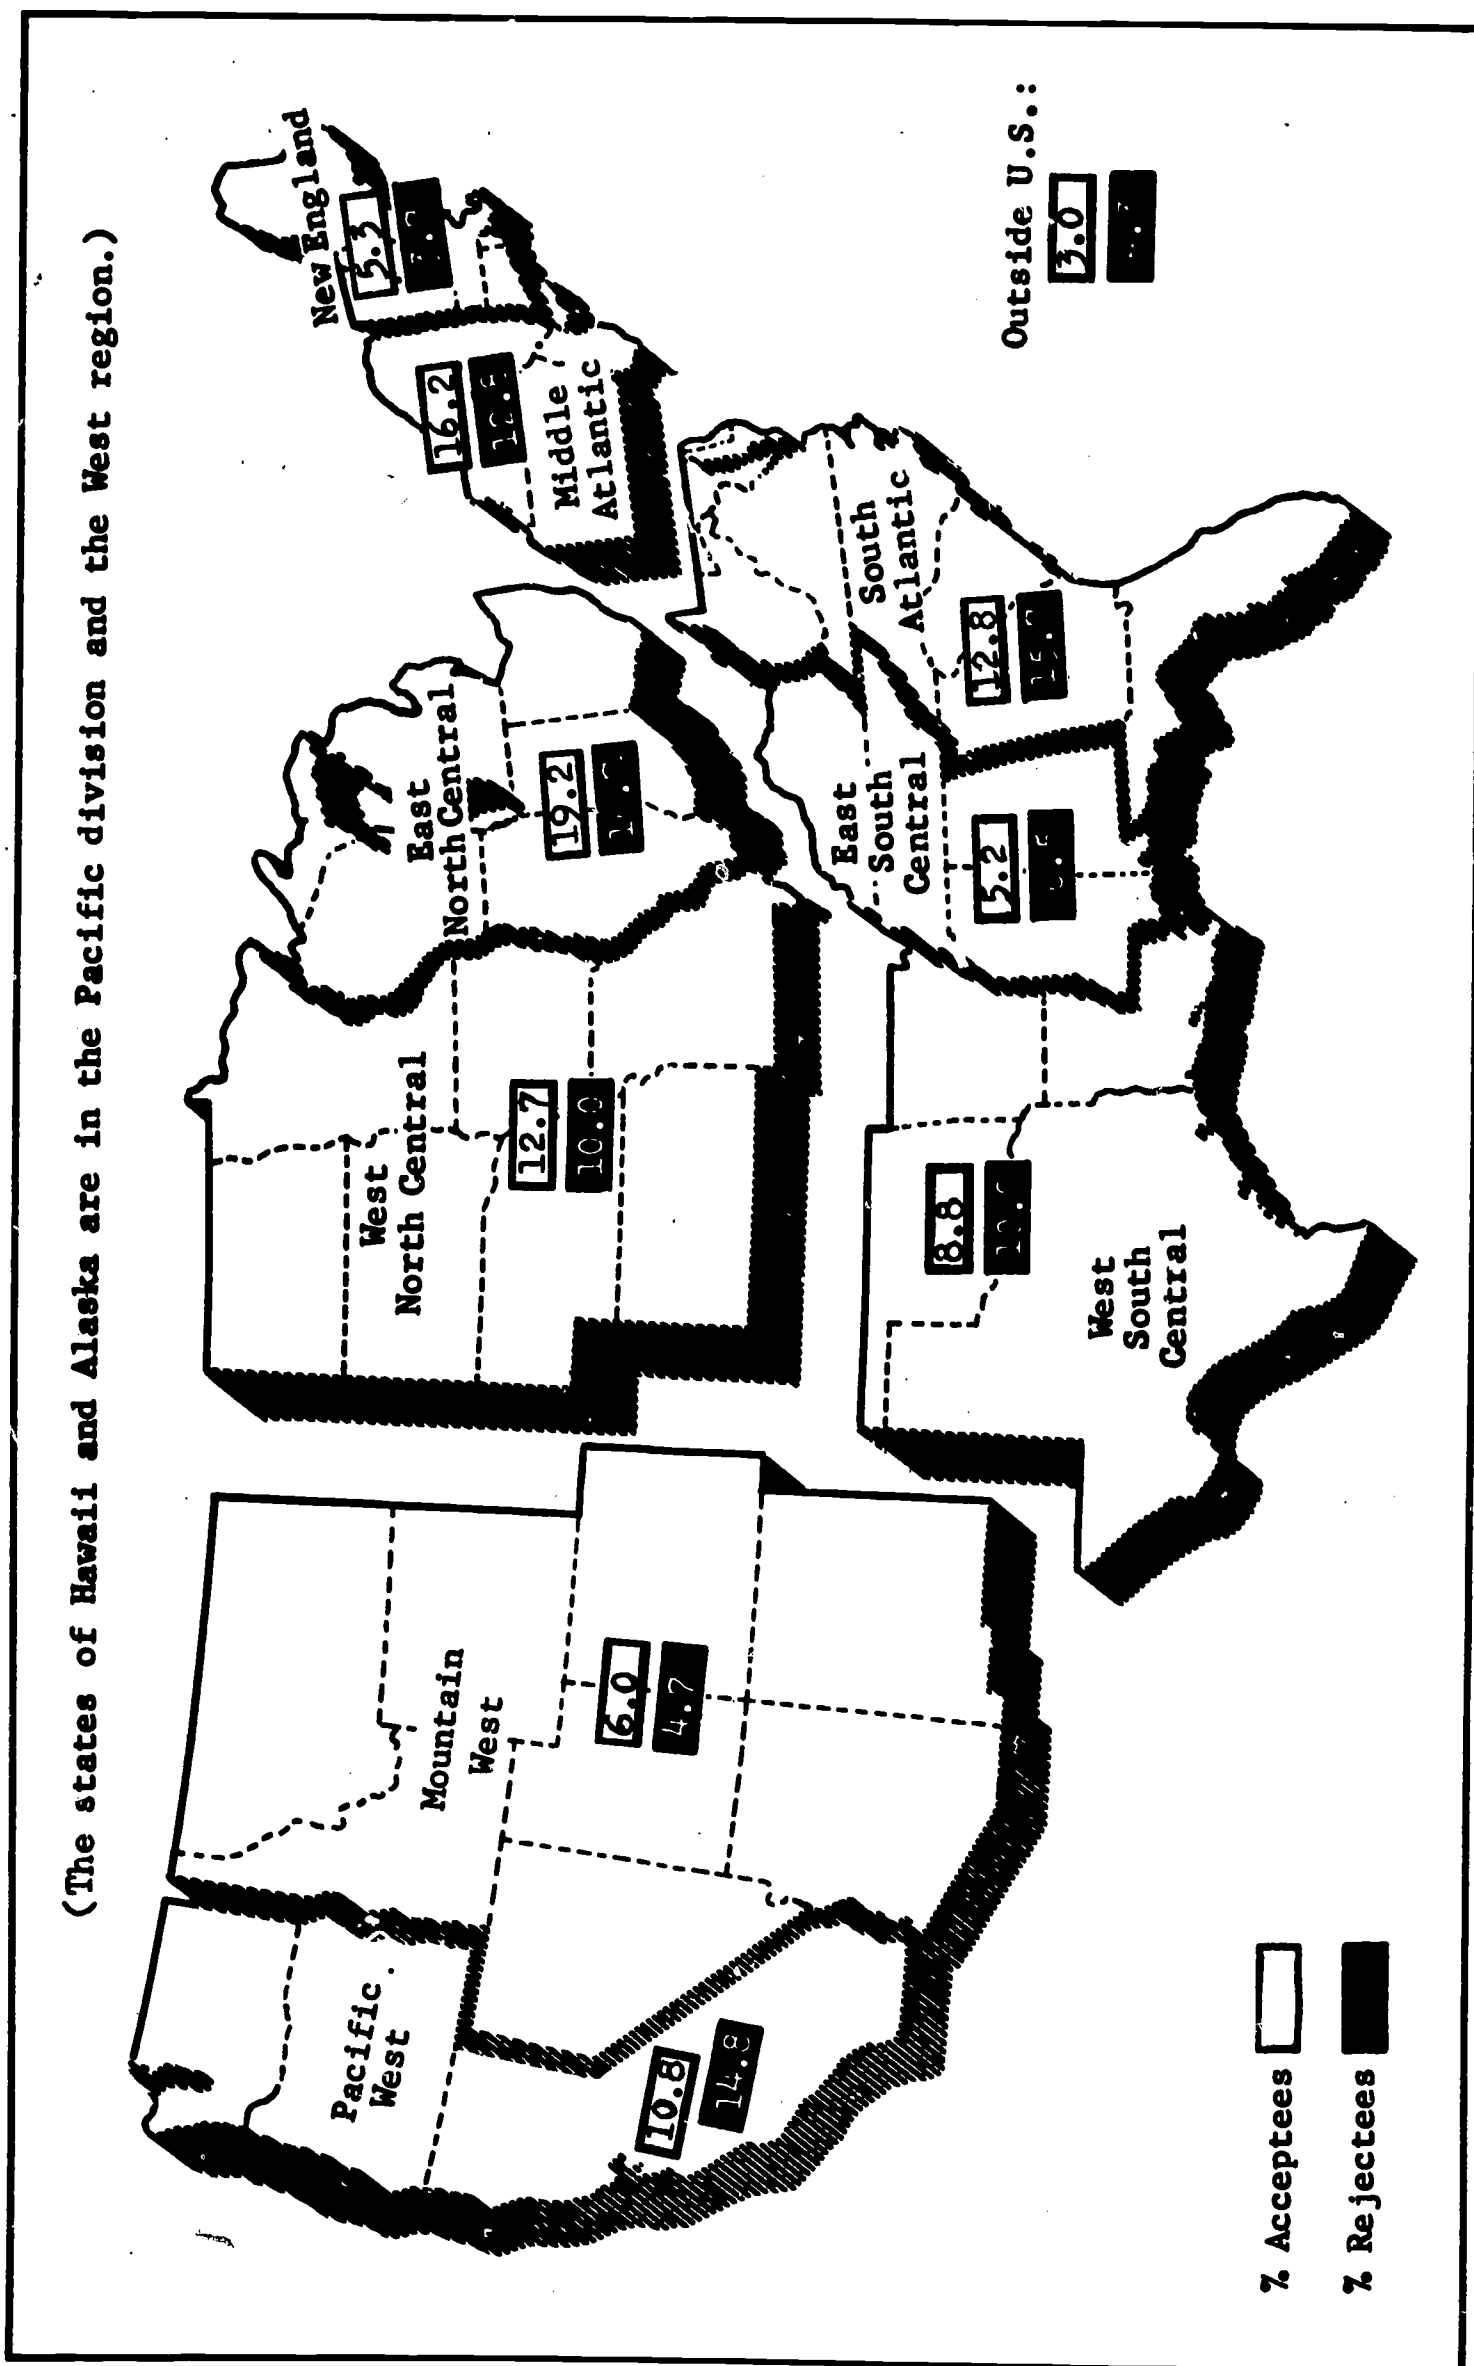 (The states of Hawaii and Alaska are in the Pacific division and the West region.)
Pacific
West
10.8
14.8
Mountain
West
6.0
4.7
West
North Central
12.7
10.0
East
North Central
19.2
Middle
Atlantic
16.2
New England
5.3
West
South
Central
8.8
East
South
Central
5.2
South
Atlantic
12.8
Outside U.S.:
3.0
% Acceptees
% Rejectees